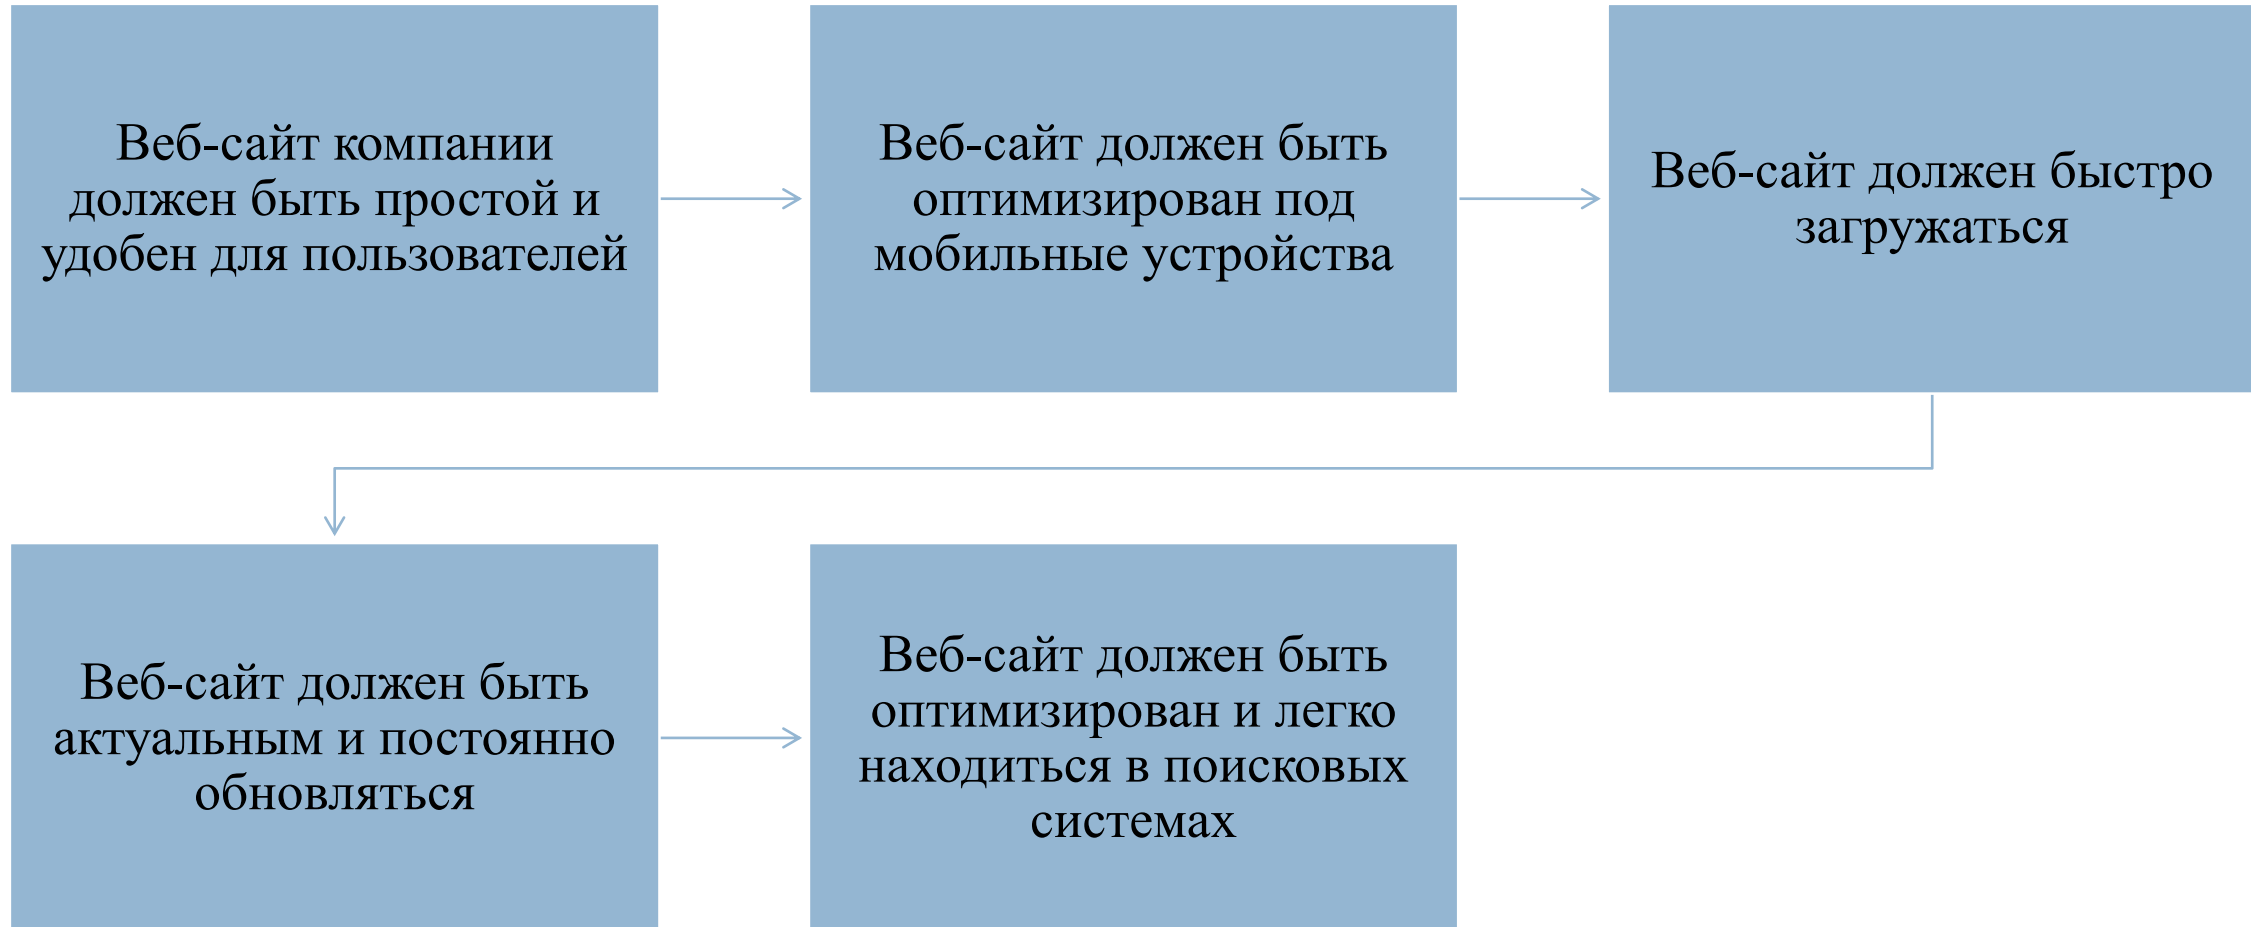 Веб-сайт компании
должен быть простой и
удобен для пользователей
Веб-сайт должен быть
оптимизирован под
мобильные устройства
Веб-сайт должен быстро
загружаться
Веб-сайт должен быть
актуальным и постоянно
обновляться
Веб-сайт должен быть
оптимизирован и легко
находиться в поисковых
системах